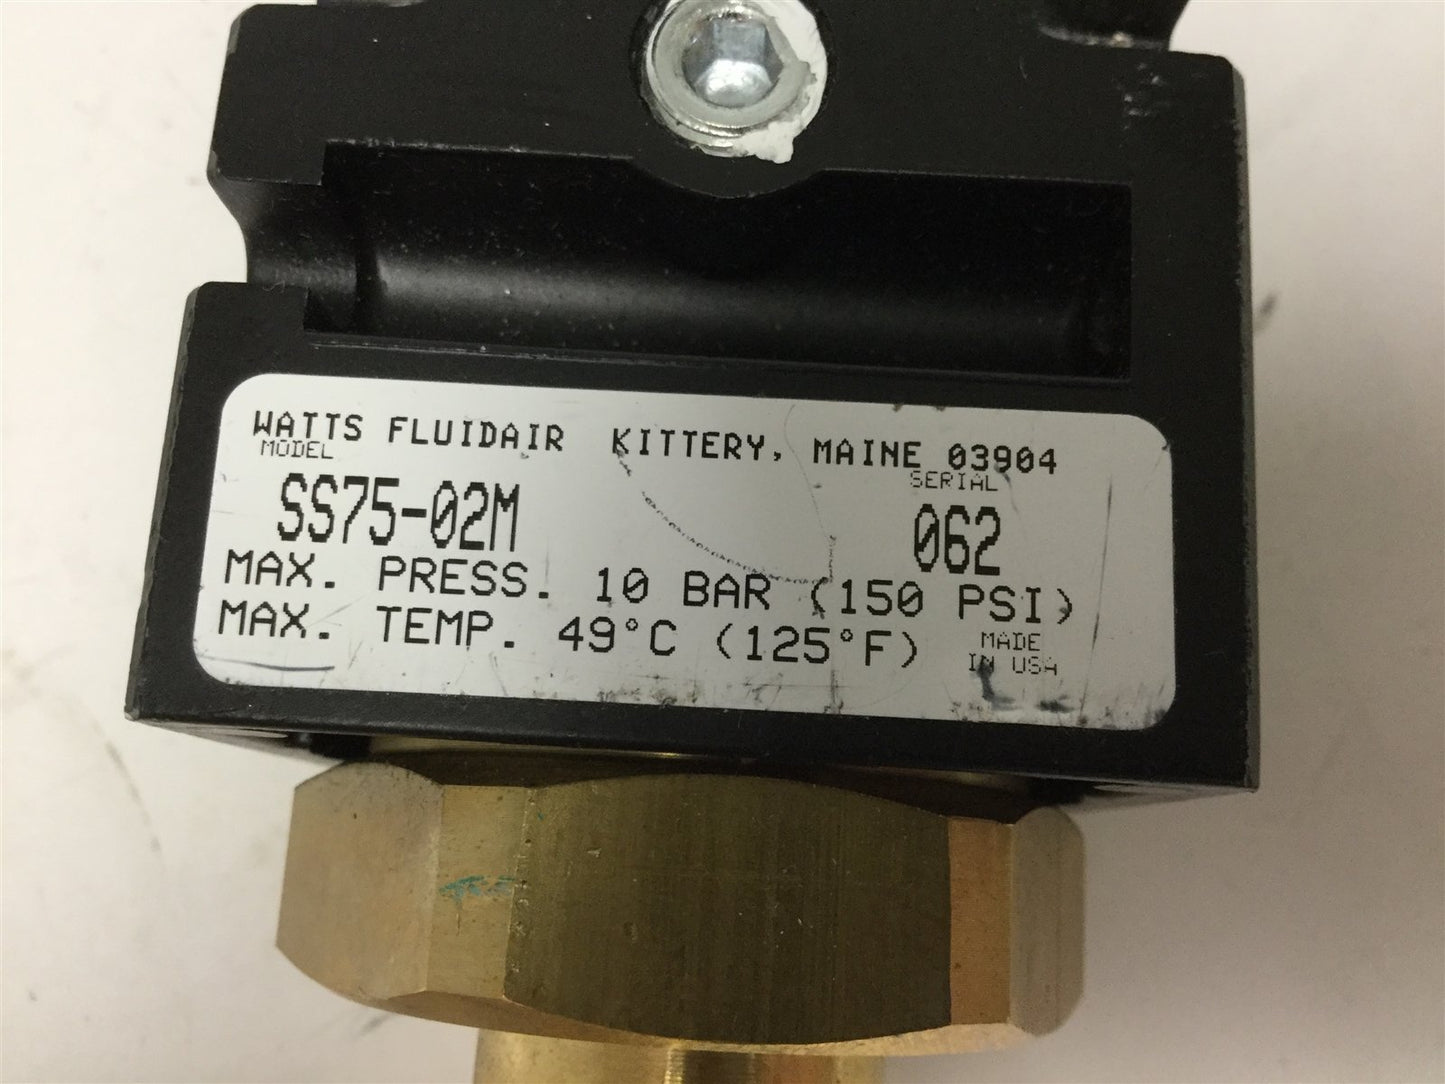 WATTS FLUIDAIR KITTERY, MAINE 03904
MODEL SERIAL
SS75-02M 062
MAX. PRESS. 10 BAR (150 PSI)
MAX. TEMP. 49°C (125°F) MADE
IN USA